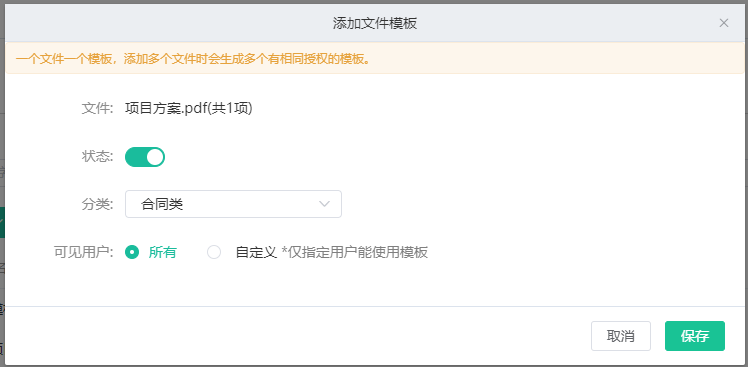 添加文件模板
一个文件一个模板，添加多个文件时会生成多个有相同授权的模板。
文件: 项目方案.pdf(共1项)
状态:
分类: 合同类
可见用户: 所有 自定义 *仅指定用户能使用模板
取消 保存